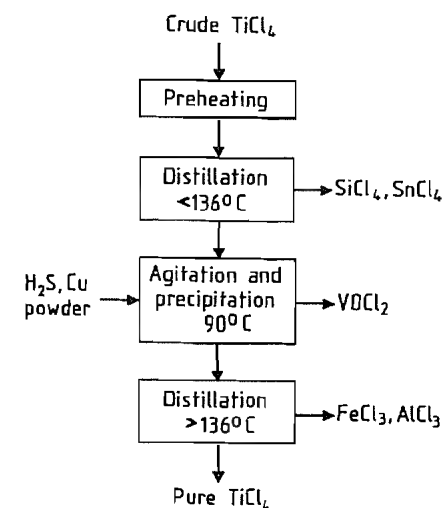 Crude TiCl₄
Preheating
Distillation
<136°C
SiCl₄, SnCl₄
H₂S, Cu
powder
Agitation and
precipitation
90°C
VOCl₂
Distillation
>136°C
FeCl₃, AlCl₃
Pure TiCl₄